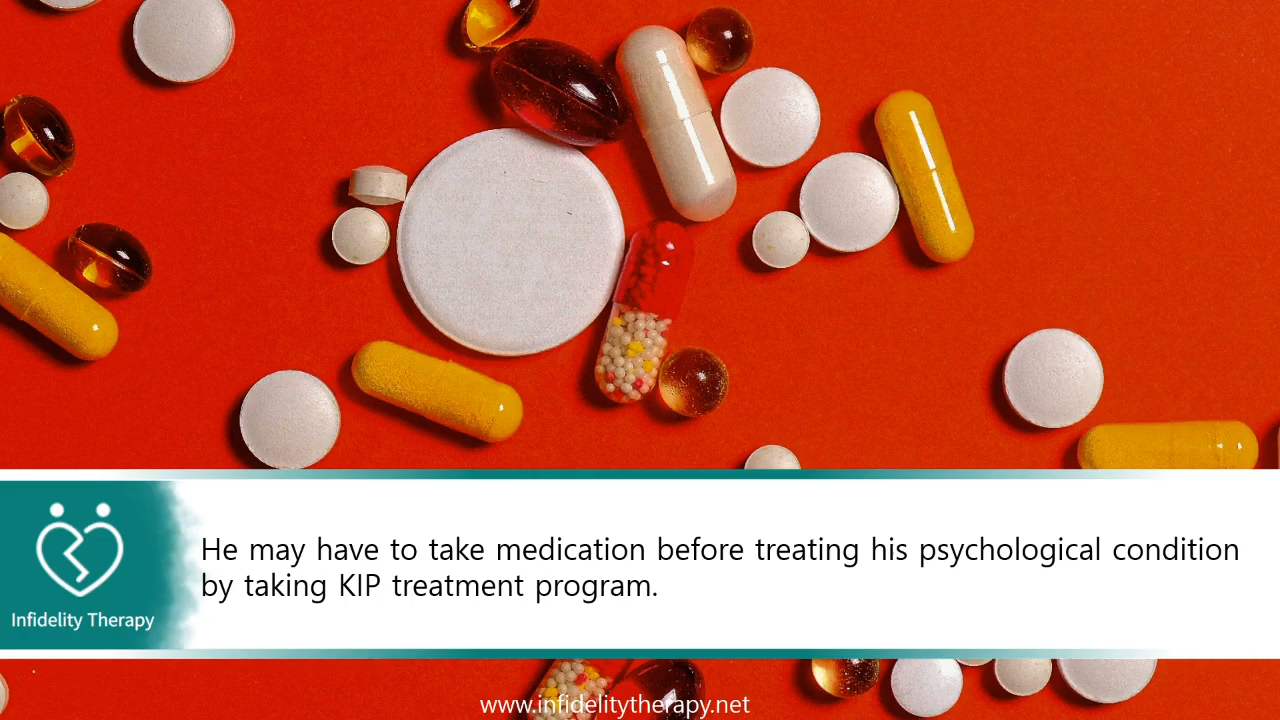 He may have to take medication before treating his psychological condition
by taking KIP treatment program.
Infidelity Therapy
www.infidelitytherapy.net